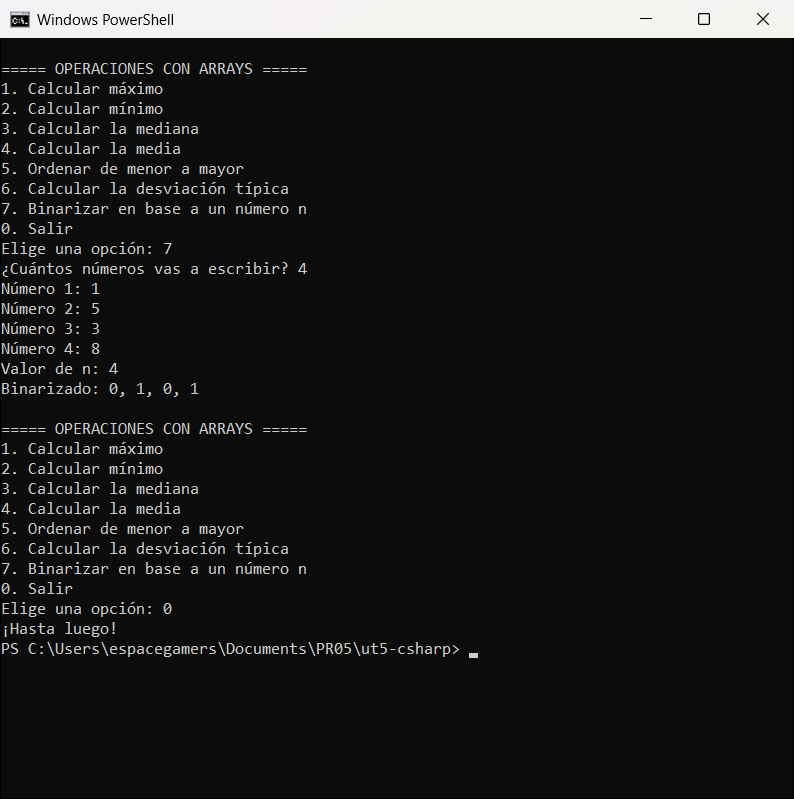 Windows PowerShell
===== OPERACIONES CON ARRAYS =====
1. Calcular máximo
2. Calcular mínimo
3. Calcular la mediana
4. Calcular la media
5. Ordenar de menor a mayor
6. Calcular la desviación típica
7. Binarizar en base a un número n
0. Salir
Elige una opción: 7
¿Cuántos números vas a escribir? 4
Número 1: 1
Número 2: 5
Número 3: 3
Número 4: 8
Valor de n: 4
Binarizado: 0, 1, 0, 1
===== OPERACIONES CON ARRAYS =====
1. Calcular máximo
2. Calcular mínimo
3. Calcular la mediana
4. Calcular la media
5. Ordenar de menor a mayor
6. Calcular la desviación típica
7. Binarizar en base a un número n
0. Salir
Elige una opción: 0
¡Hasta luego!
PS C:\Users\espacegamers\Documents\PR05\ut5-csharp>